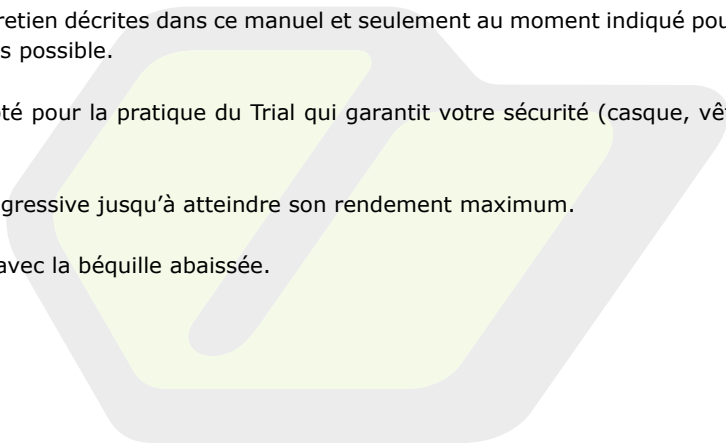 retien décrites dans ce manuel et seulement au moment indiqué pou
s possible.
té pour la pratique du Trial qui garantit votre sécurité (casque, vêt
gressive jusqu'à atteindre son rendement maximum.
avec la béquille abaissée.